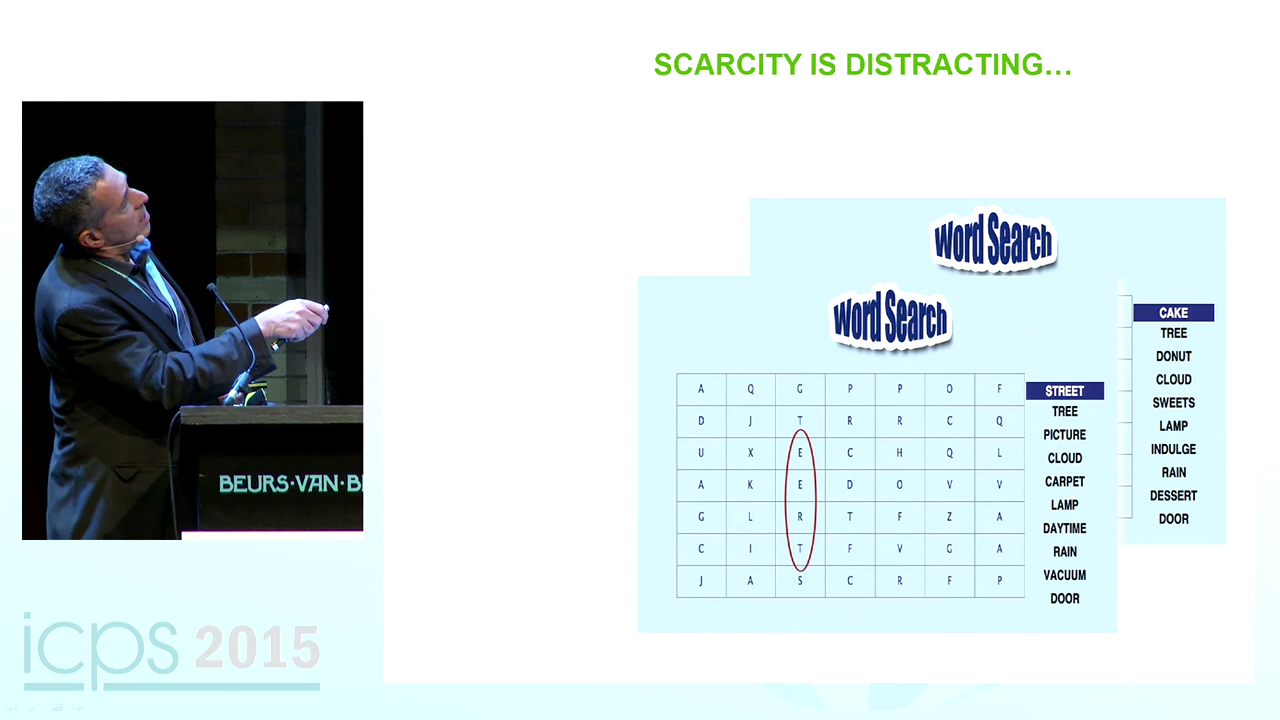 SCARCITY IS DISTRACTING...
Word Search
CAKE
TREE
DONUT
CLOUD
SWEETS
LAMP
INDULGE
RAIN
DESSERT
DOOR
Word Search
A Q G P P O F
D J T R R C Q
U X E C H Q L
A K E D O V V
G L R T F Z A
C I T F V G A
J A S C R F P
STREET
TREE
PICTURE
CLOUD
CARPET
LAMP
DAYTIME
RAIN
VACUUM
DOOR
BEURS·VAN·B
icps 2015